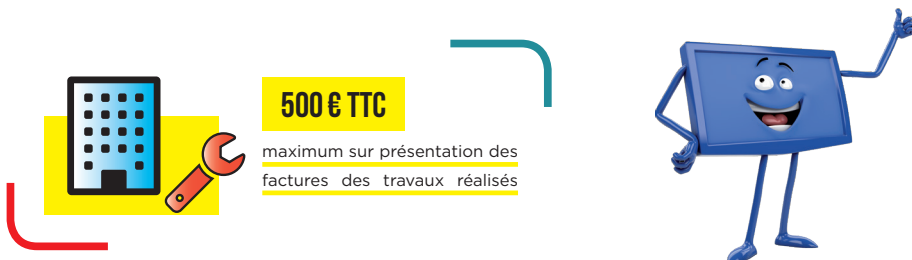 500 € TTC
maximum sur présentation des
factures des travaux réalisés